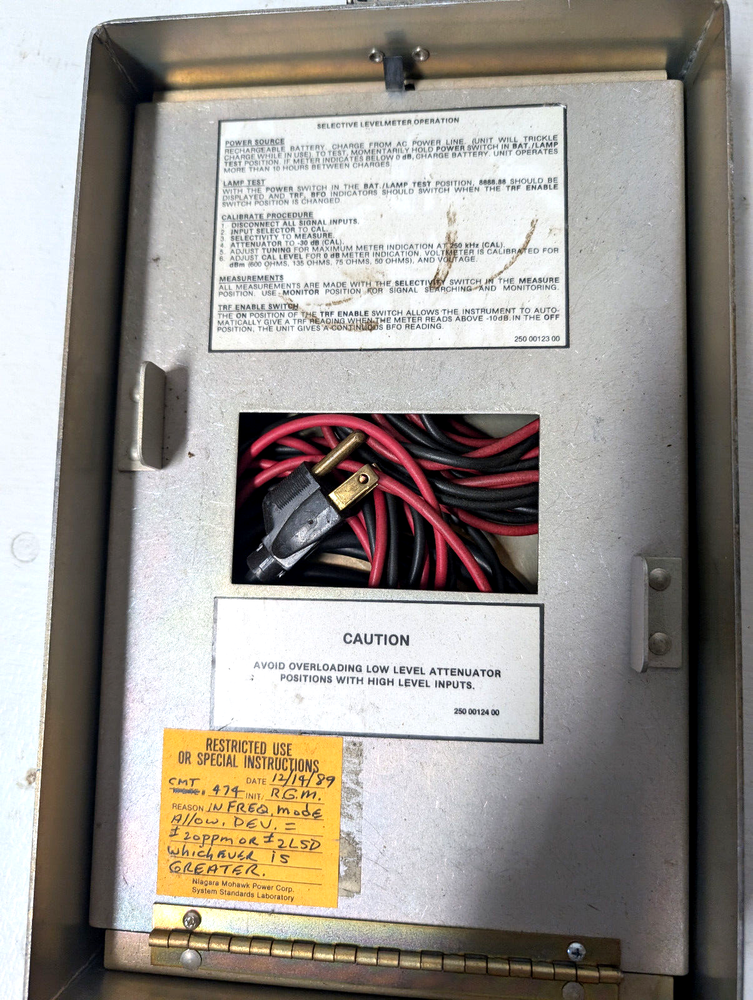 SELECTIVE LEVELMETER OPERATION
POWER SOURCE
RECHARGEABLE BATTERY. CHARGE FROM AC POWER LINE. (UNIT WILL TRICKLE
CHARGE WHILE IN USE). TO TEST, MOMENTARILY HOLD POWER SWITCH IN BAT./LAMP
TEST POSITION. IF METER INDICATES BELOW 0 dB, CHARGE BATTERY. UNIT OPERATES
MORE THAN 10 HOURS BETWEEN CHARGES.
LAMP TEST
WITH THE POWER SWITCH IN THE BAT./LAMP TEST POSITION, 8888.88 SHOULD BE
DISPLAYED AND TRF, BFO INDICATORS SHOULD SWITCH WHEN THE TRF ENABLE
SWITCH POSITION IS CHANGED.
CALIBRATE PROCEDURE
1. DISCONNECT ALL SIGNAL INPUTS.
2. INPUT SELECTOR TO CAL.
3. SELECTIVITY TO MEASURE.
4. ATTENUATOR TO -30 dB (CAL).
5. ADJUST TUNING FOR MAXIMUM METER INDICATION AT 250 kHz (CAL).
6. ADJUST CAL LEVEL FOR 0 dB METER INDICATION. VOLTMETER IS CALIBRATED FOR
dBm (600 OHMS, 135 OHMS, 75 OHMS, 50 OHMS), AND VOLTAGE.
MEASUREMENTS
ALL MEASUREMENTS ARE MADE WITH THE SELECTIVITY SWITCH IN THE MEASURE
POSITION. USE MONITOR POSITION FOR SIGNAL SEARCHING AND MONITORING.
TRF ENABLE SWITCH
THE ON POSITION OF THE TRF ENABLE SWITCH ALLOWS THE INSTRUMENT TO AUTO-
MATICALLY GIVE A TRF READING WHEN THE METER READS ABOVE -10dB. IN THE OFF
POSITION, THE UNIT GIVES A CONTINUOUS BFO READING.
250 00123 00
CAUTION
AVOID OVERLOADING LOW LEVEL ATTENUATOR
POSITIONS WITH HIGH LEVEL INPUTS.
250 00124 00
RESTRICTED USE
OR SPECIAL INSTRUCTIONS
DATE 12/14/89
CMT 474 INIT. R.G.M.
REASON IN FREQ. mode
Allow. DEV. =
±20ppm OR ±2LSD
whichever is
GREATER.
Niagara Mohawk Power Corp.
System Standards Laboratory